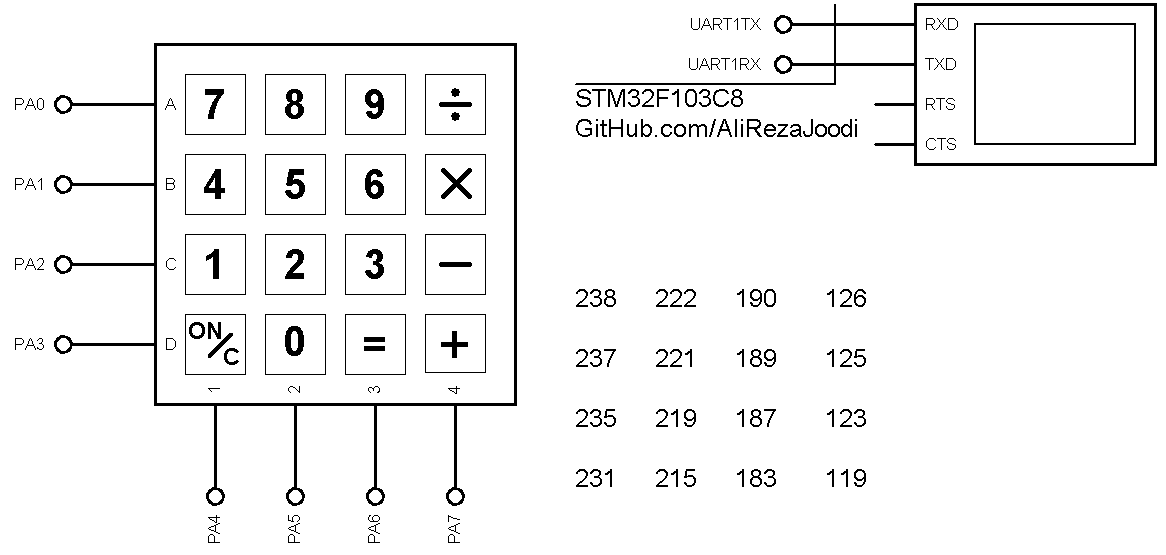 UART1TX RXD
UART1RX TXD
STM32F103C8 RTS
GitHub.com/AliRezaJoodi CTS
PA0 A 7 8 9 ÷
PA1 B 4 5 6 ×
PA2 C 1 2 3 −
PA3 D ON/C 0 = +
1 2 3 4
PA4 PA5 PA6 PA7
238 222 190 126
237 221 189 125
235 219 187 123
231 215 183 119